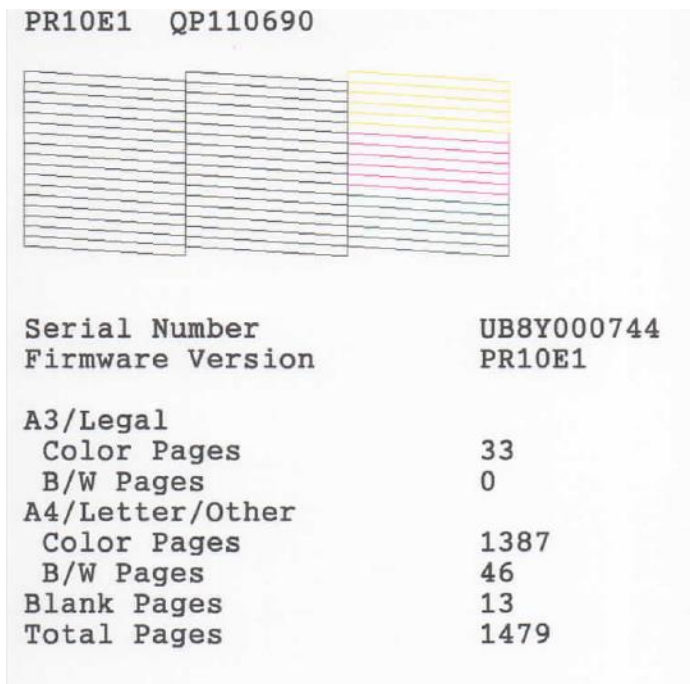 PR10E1 QP110690
Serial Number UB8Y000744
Firmware Version PR10E1
A3/Legal
Color Pages 33
B/W Pages 0
A4/Letter/Other
Color Pages 1387
B/W Pages 46
Blank Pages 13
Total Pages 1479